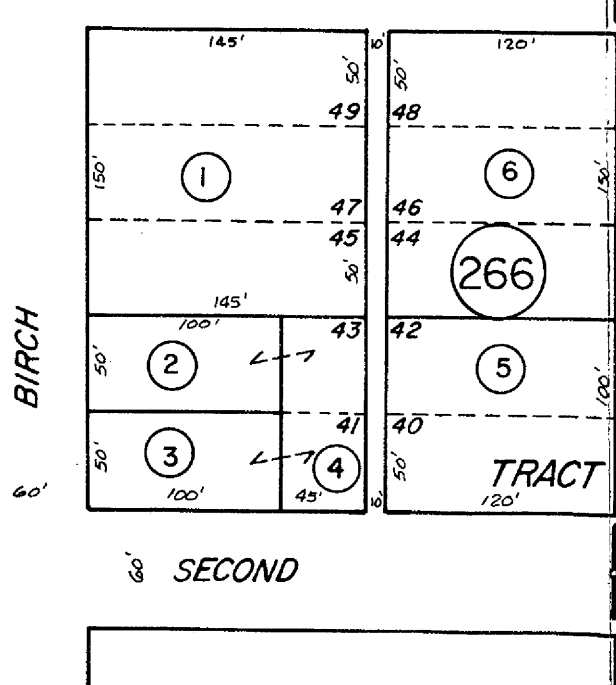 145' 10' 120'
50' 50'
49 48
150' 1 6 150'
47 46
45 44
50' 266
145'
100' 43 42
BIRCH 50' 2 5 100'
41 40
50' 3 4 50' TRACT
60' 100' 45' 10' 120'
60' SECOND